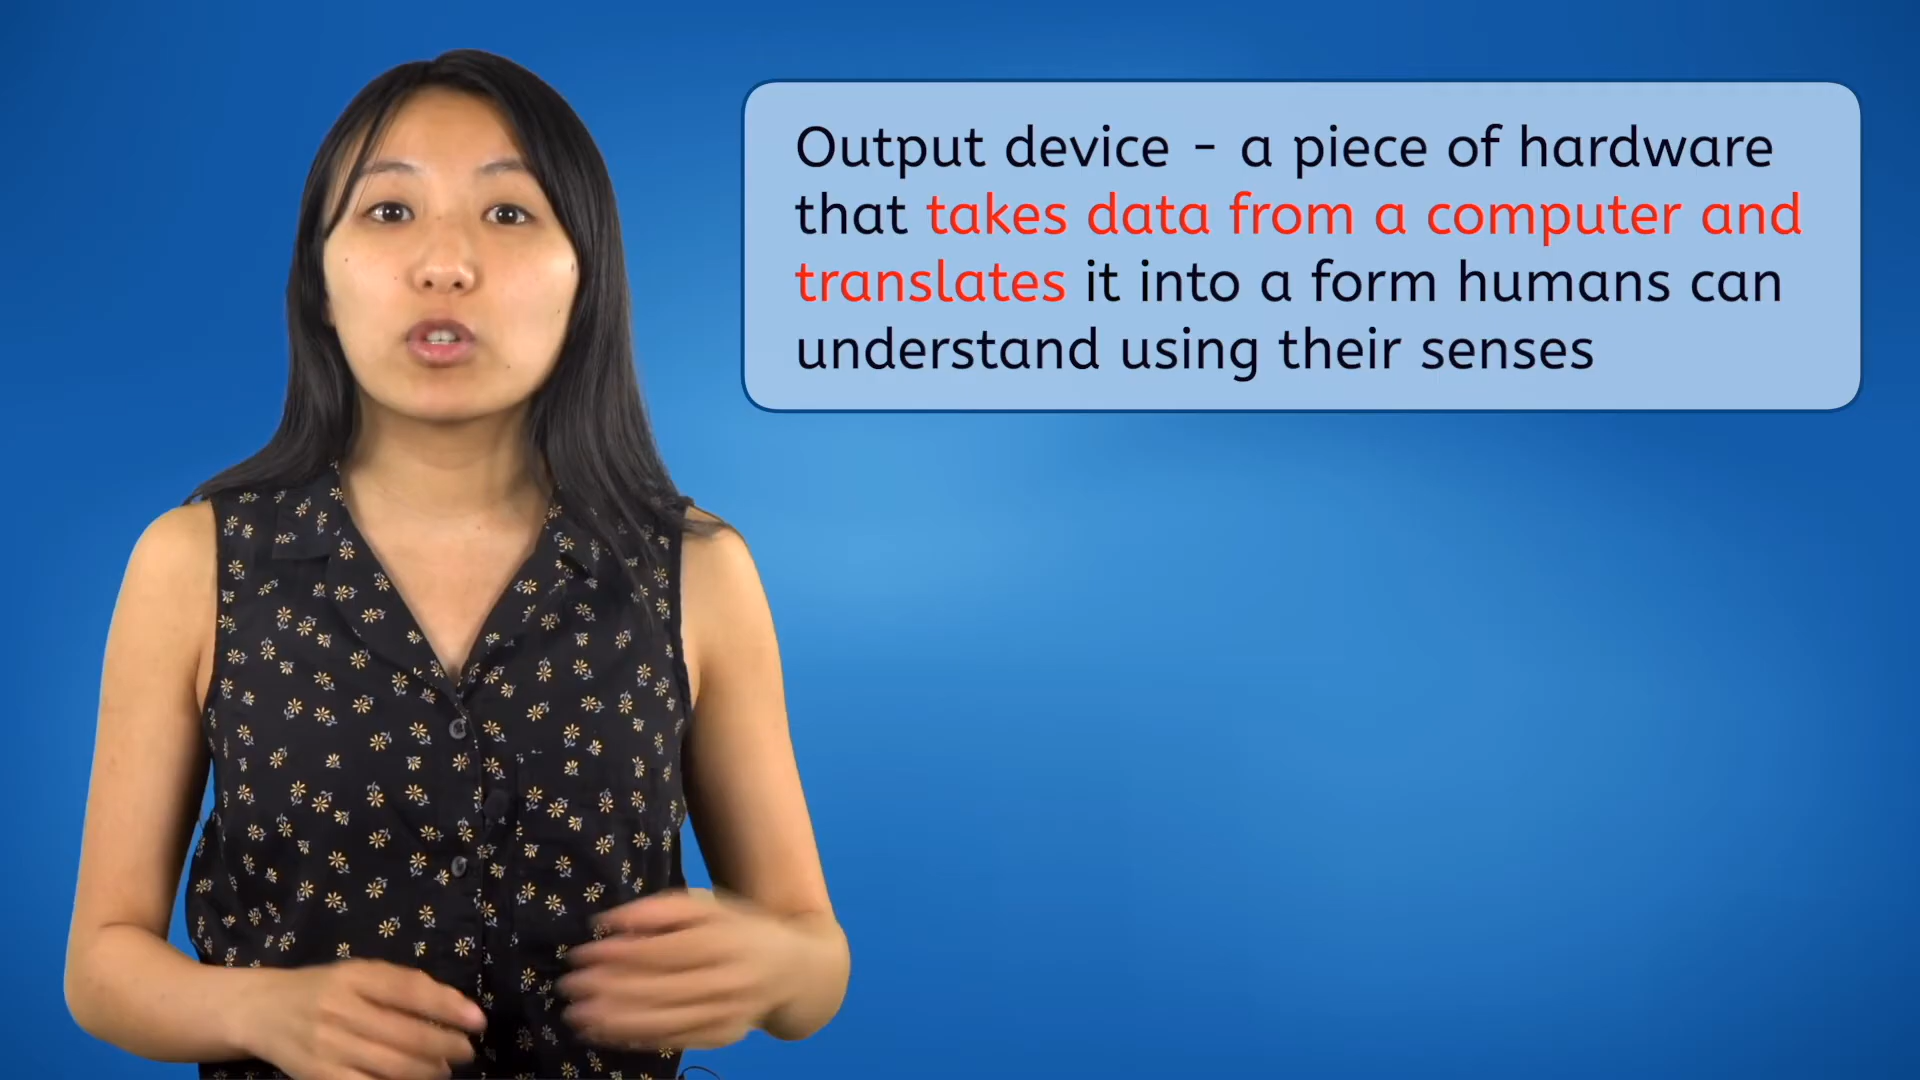 Output device - a piece of hardware
that takes data from a computer and
translates it into a form humans can
understand using their senses